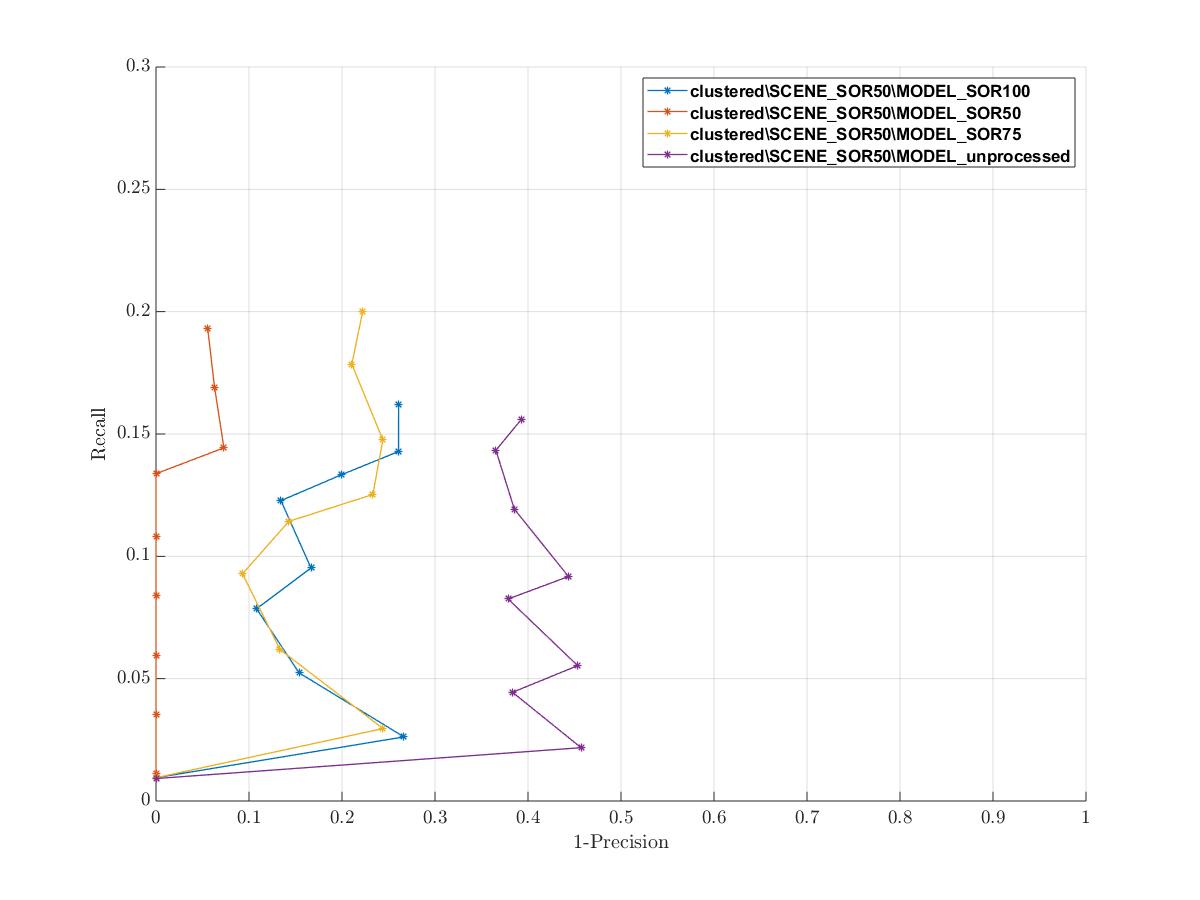 0.3
clustered\SCENE_SOR50\MODEL_SOR100
clustered\SCENE_SOR50\MODEL_SOR50
clustered\SCENE_SOR50\MODEL_SOR75
clustered\SCENE_SOR50\MODEL_unprocessed
0.25
0.2
0.15
Recall
0.1
0.05
0
0 0.1 0.2 0.3 0.4 0.5 0.6 0.7 0.8 0.9 1
1-Precision